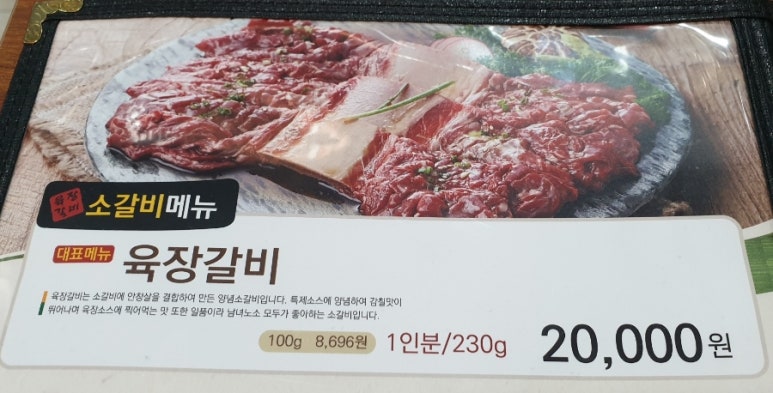 육장
갈비
소갈비메뉴
대표메뉴 육장갈비
육장갈비는 소갈비에 안창살을 결합하여 만든 양념소갈비입니다. 특제소스에 양념하여 감칠맛이
뛰어나며 육장소스에 찍어먹는 맛 또한 일품이라 남녀노소 모두가 좋아하는 소갈비입니다.
100g 8,696원 1인분/230g 20,000원